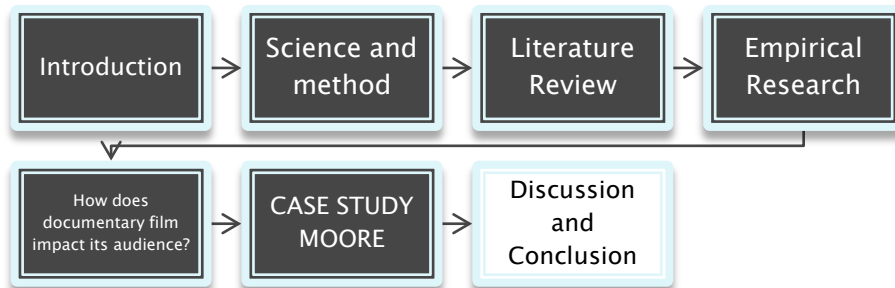 Introduction
Science and
method
Literature
Review
Empirical
Research
How does
documentary film
impact its audience?
CASE STUDY
MOORE
Discussion
and
Conclusion